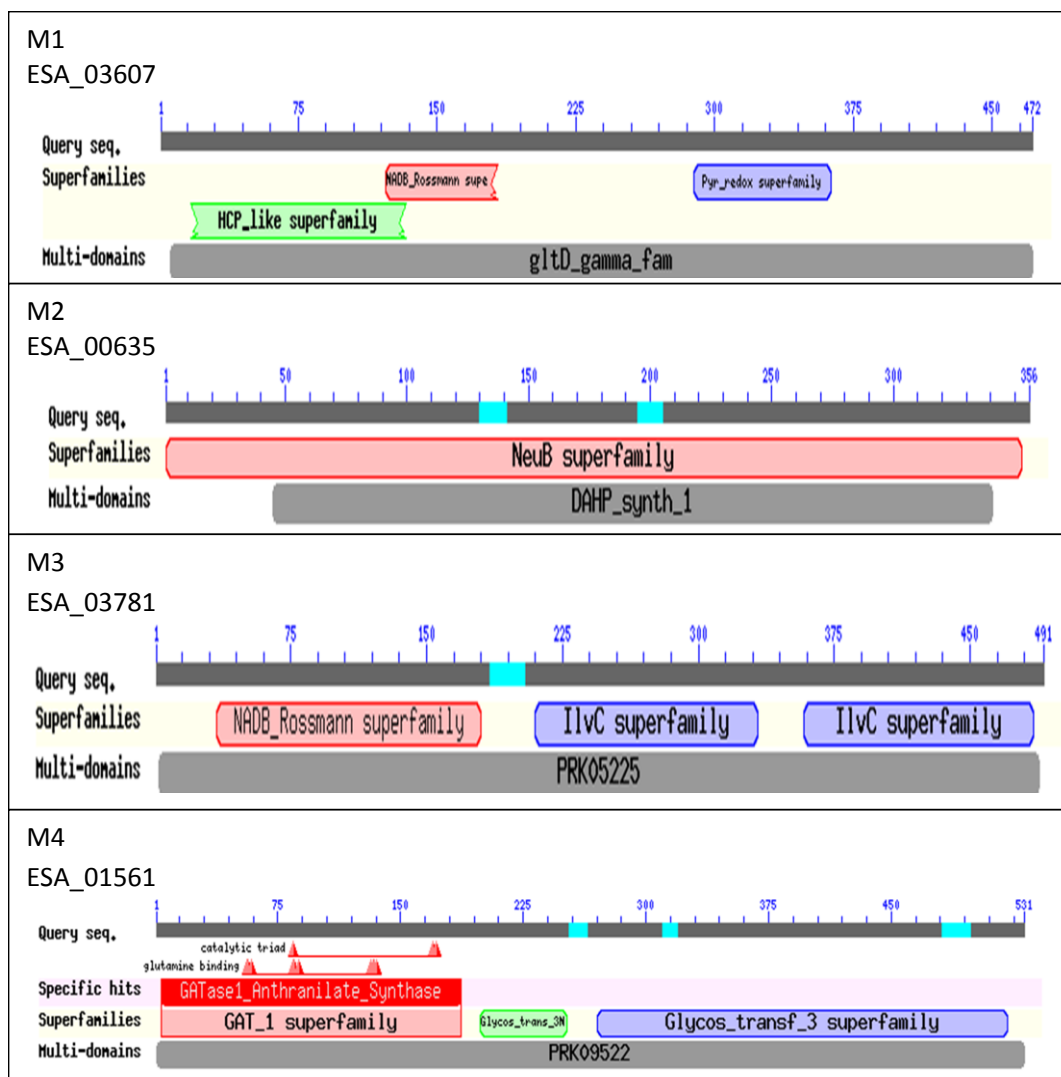 M1
ESA_03607
1 75 150 225 300 375 450 472
Query seq.
Superfamilies NADB_Rossmann supe Pyr_redox superfamily
HCP_like superfamily
Multi-domains gltD_gamma_fam
M2
ESA_00635
1 50 100 150 200 250 300 356
Query seq.
Superfamilies NeuB superfamily
Multi-domains DAHP_synth_1
M3
ESA_03781
1 75 150 225 300 375 450 491
Query seq.
Superfamilies NADB_Rossmann superfamily IlvC superfamily IlvC superfamily
Multi-domains PRK05225
M4
ESA_01561
1 75 150 225 300 375 450 531
Query seq.
catalytic triad
glutamine binding
Specific hits GATase1_Anthranilate_Synthase
Superfamilies GAT_1 superfamily Glycos_trans_3N Glycos_transf_3 superfamily
Multi-domains PRK09522